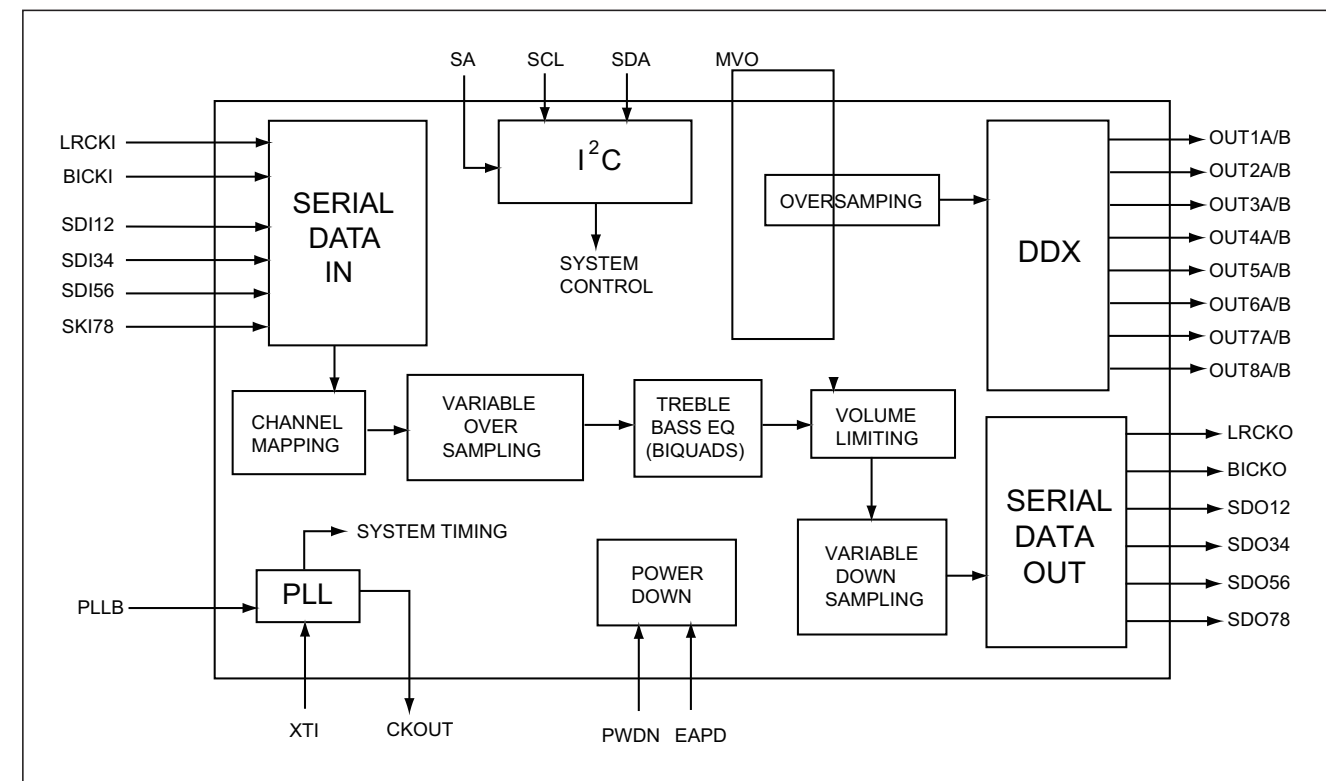 SA
SCL
SDA
MVO
LRCKI
BICKI
SDI12
SDI34
SDI56
SKI78
SERIAL
DATA
IN
I²C
SYSTEM
CONTROL
OVERSAMPING
DDX
OUT1A/B
OUT2A/B
OUT3A/B
OUT4A/B
OUT5A/B
OUT6A/B
OUT7A/B
OUT8A/B
CHANNEL
MAPPING
VARIABLE
OVER
SAMPLING
TREBLE
BASS EQ
(BIQUADS)
VOLUME
LIMITING
LRCKO
BICKO
SDO12
SDO34
SDO56
SDO78
SERIAL
DATA
OUT
SYSTEM TIMING
PLL
PLLB
POWER
DOWN
VARIABLE
DOWN
SAMPLING
XTI
CKOUT
PWDN
EAPD